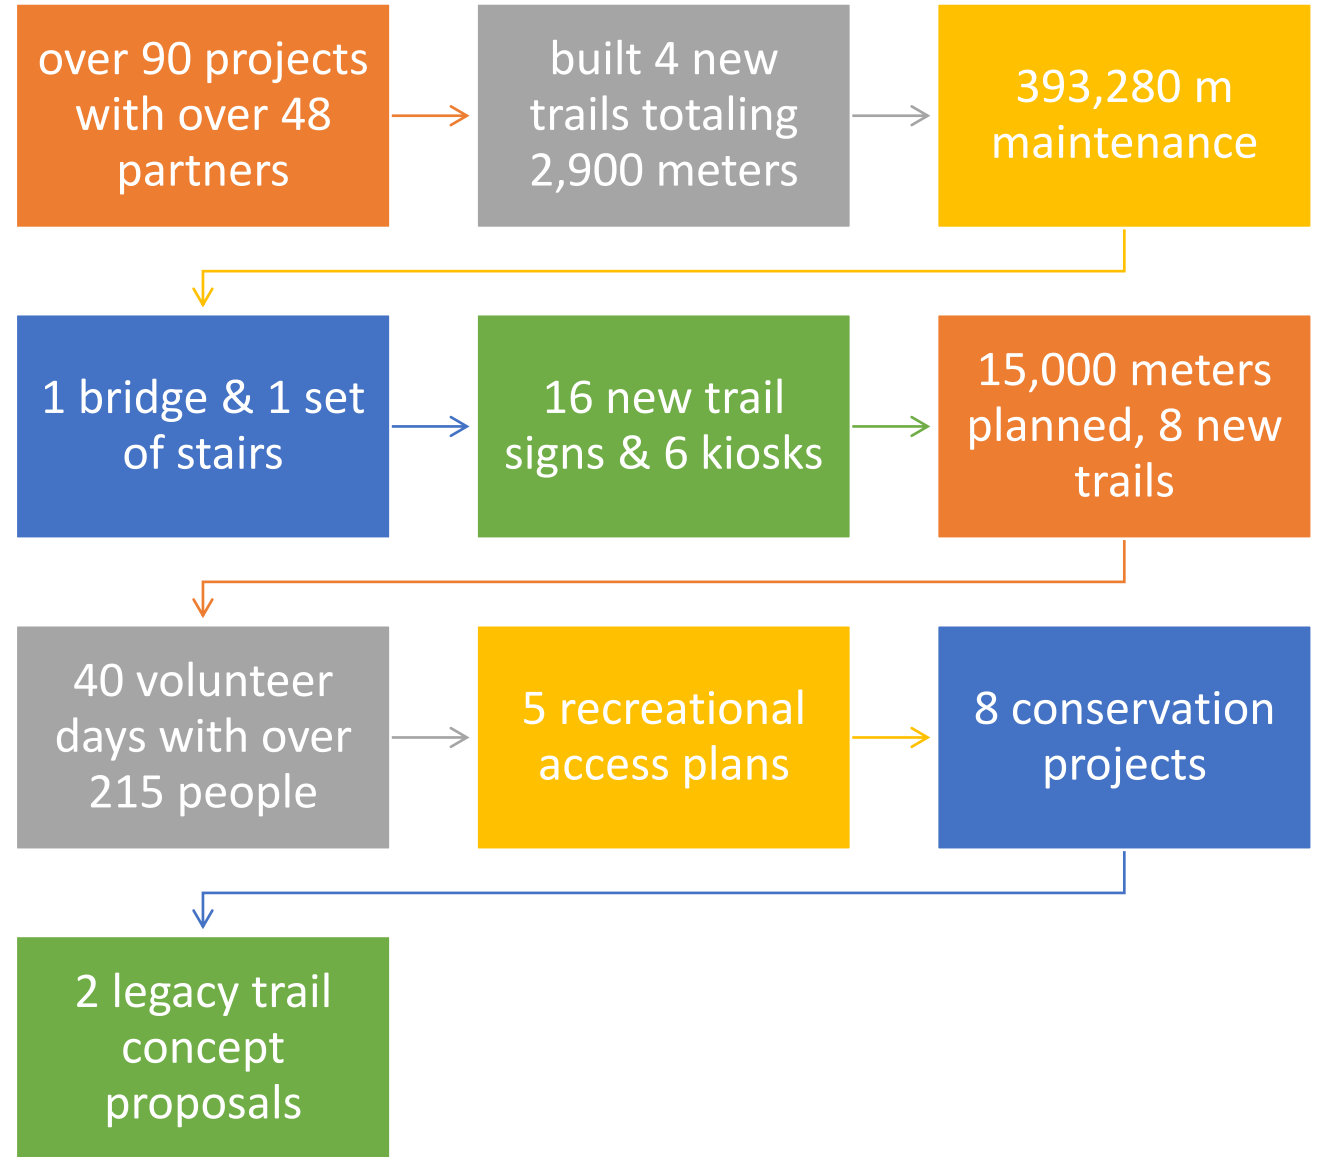 over 90 projects
with over 48
partners
built 4 new
trails totaling
2,900 meters
393,280 m
maintenance
1 bridge & 1 set
of stairs
16 new trail
signs & 6 kiosks
15,000 meters
planned, 8 new
trails
40 volunteer
days with over
215 people
5 recreational
access plans
8 conservation
projects
2 legacy trail
concept
proposals